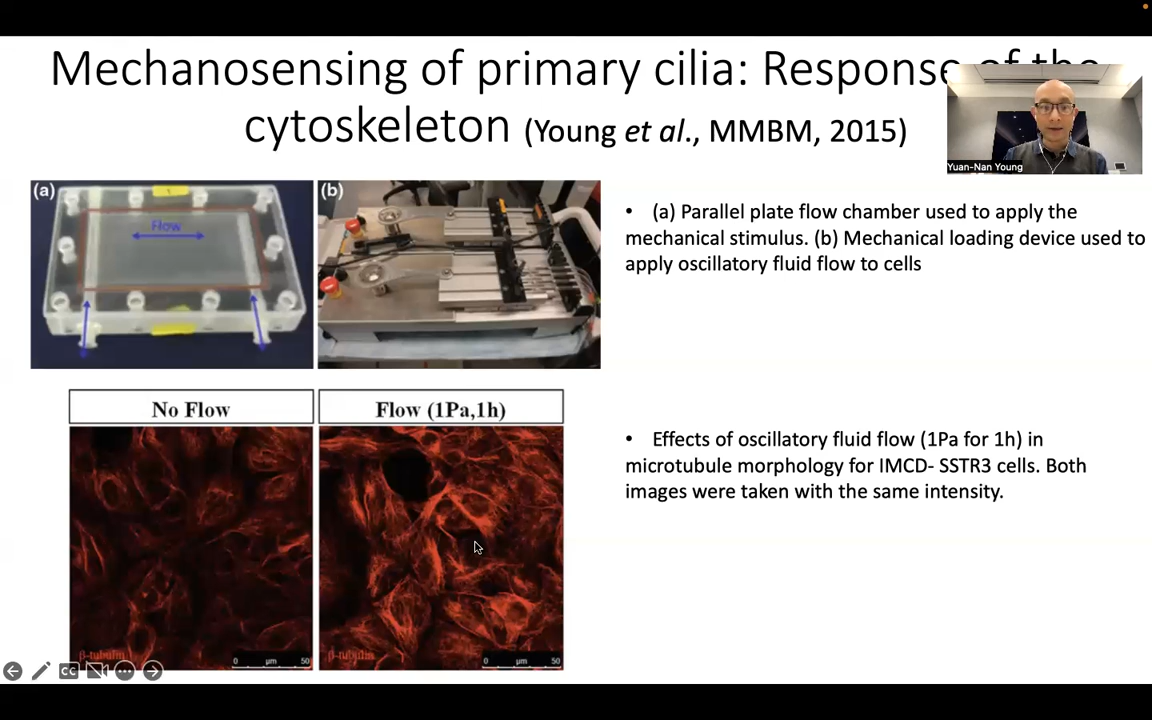 Mechanosensing of primary cilia: Response of the
cytoskeleton (Young et al., MMBM, 2015)
Yuan-Nan Young
(a)
Flow
(b)
• (a) Parallel plate flow chamber used to apply the
mechanical stimulus. (b) Mechanical loading device used to
apply oscillatory fluid flow to cells
No Flow
Flow (1Pa,1h)
• Effects of oscillatory fluid flow (1Pa for 1h) in
microtubule morphology for IMCD- SSTR3 cells. Both
images were taken with the same intensity.
β-tubulin
0 μm 50
β-tubulin
0 μm 50
CC